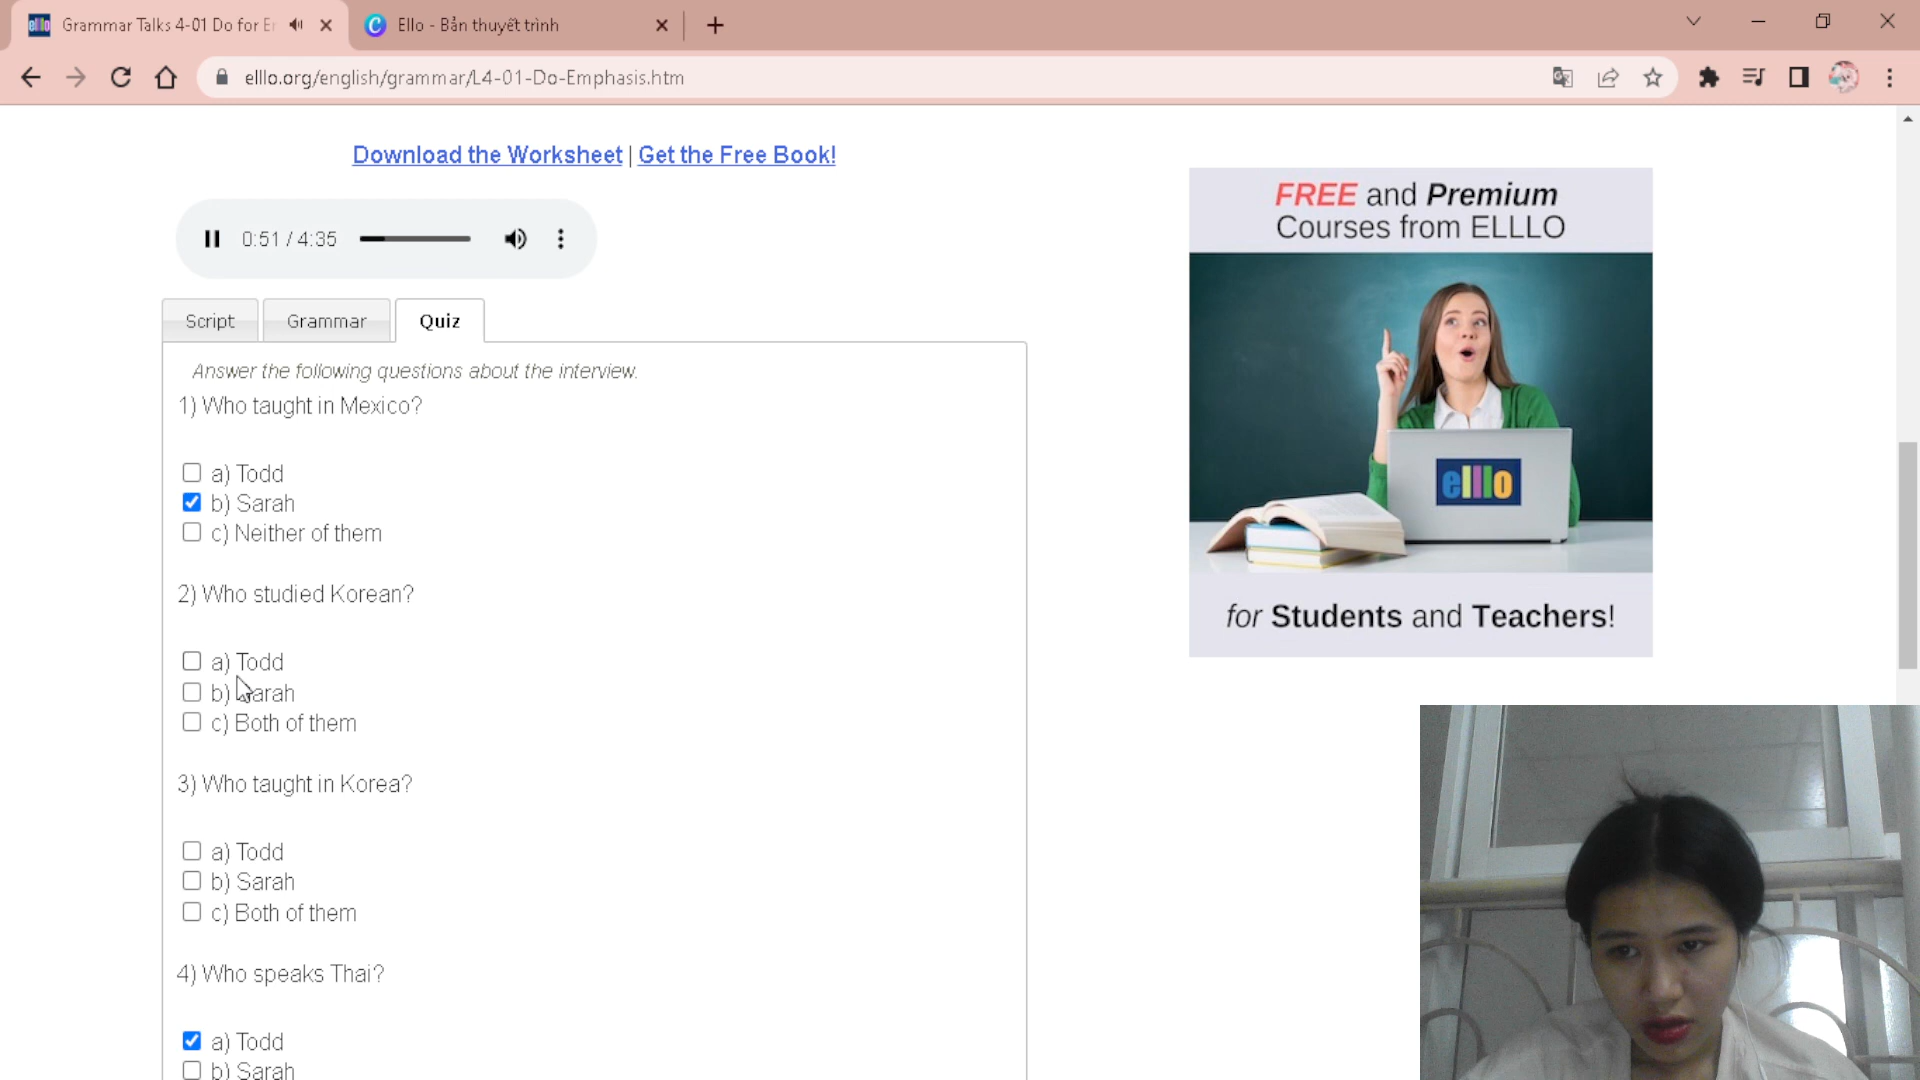 Grammar Talks 4-01 Do for Er
Ello - Bản thuyết trình
elllo.org/english/grammar/L4-01-Do-Emphasis.htm
Download the Worksheet | Get the Free Book!
0:51 / 4:35
Script
Grammar
Quiz
Answer the following questions about the interview.
1) Who taught in Mexico?
a) Todd
b) Sarah
c) Neither of them
2) Who studied Korean?
a) Todd
b) Sarah
c) Both of them
3) Who taught in Korea?
a) Todd
b) Sarah
c) Both of them
4) Who speaks Thai?
a) Todd
b) Sarah
FREE and Premium
Courses from ELLLO
elllo
for Students and Teachers!